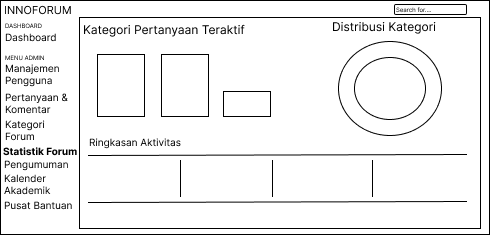 INNOFORUM
Search for....
DASHBOARD
Dashboard
MENU ADMIN
Manajemen
Pengguna
Pertanyaan &
Komentar
Kategori
Forum
Statistik Forum
Pengumuman
Kalender
Akademik
Pusat Bantuan
Kategori Pertanyaan Teraktif
Distribusi Kategori
Ringkasan Aktivitas